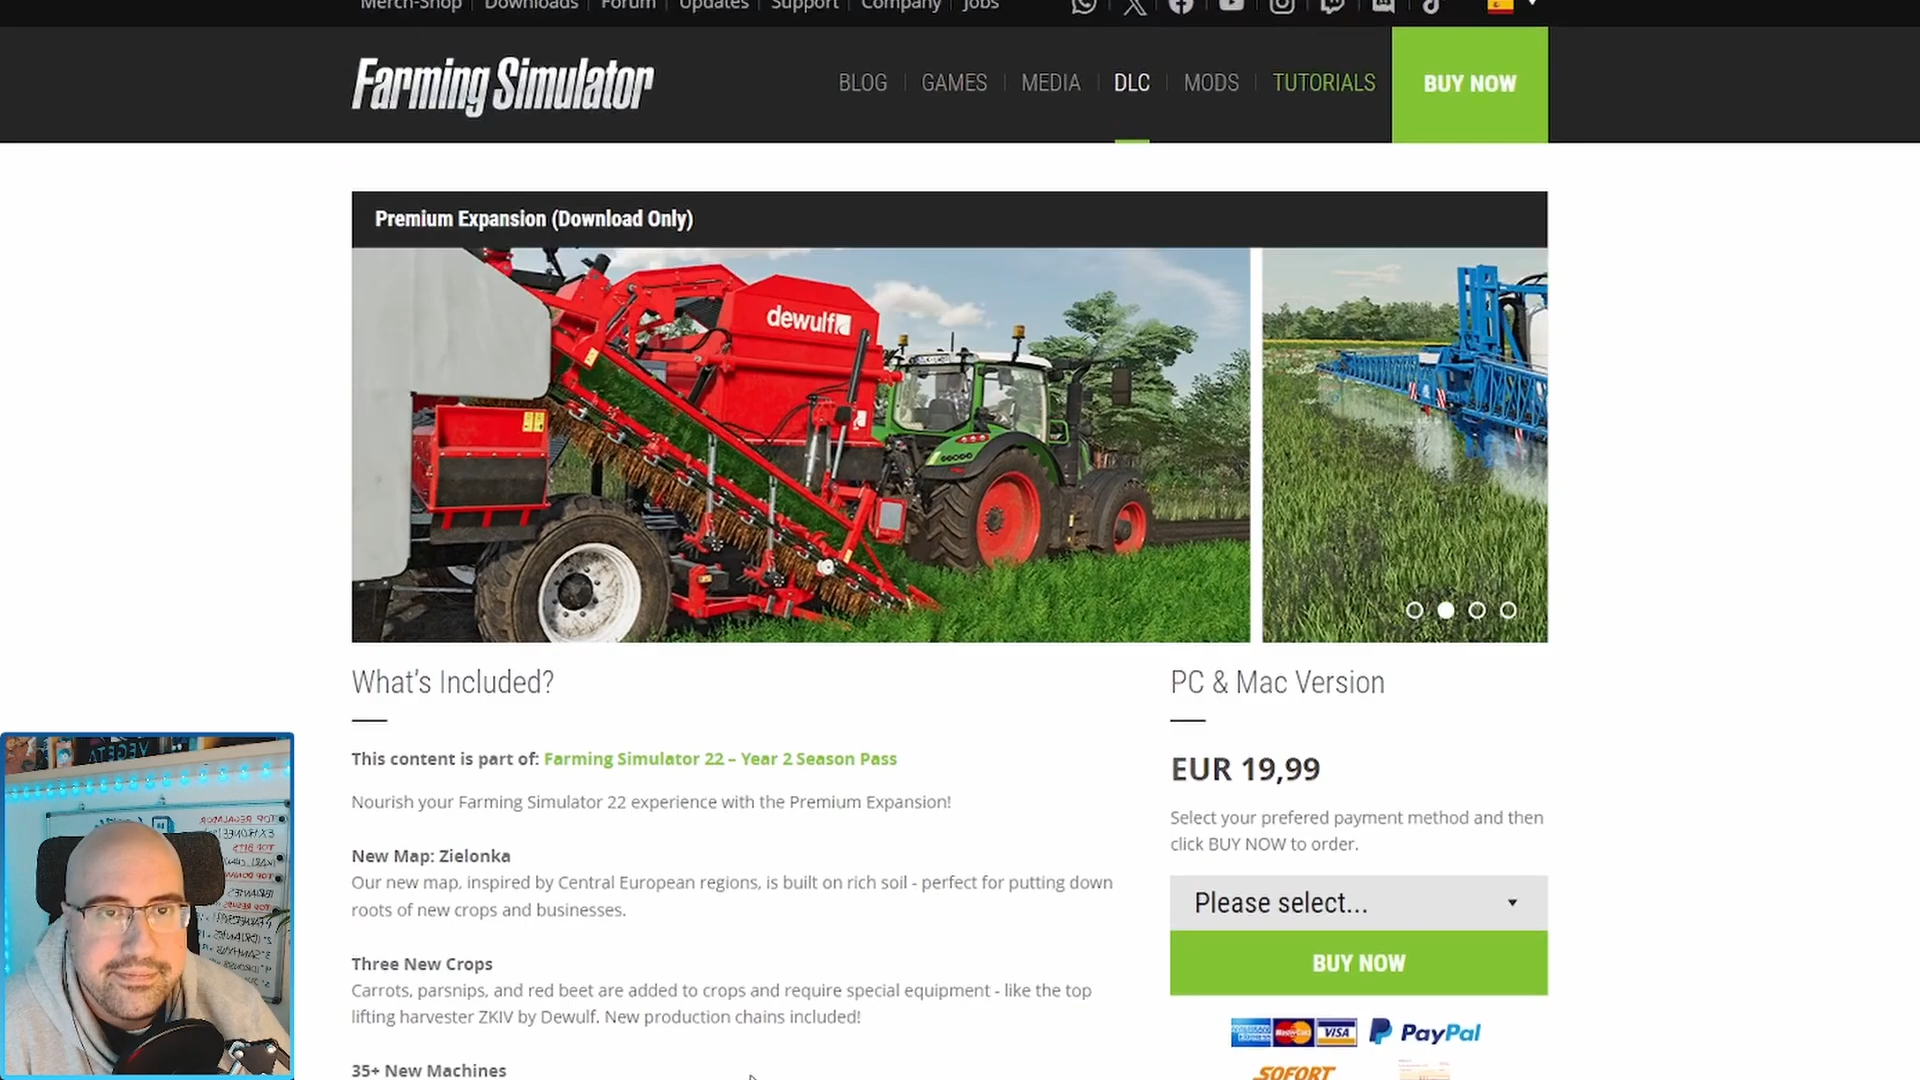 Merch-Shop | Downloads | Forum | Updates | Support | Company | Jobs
Farming Simulator
BLOG | GAMES | MEDIA | DLC | MODS | TUTORIALS
BUY NOW
Premium Expansion (Download Only)
dewulf
What's Included?
This content is part of: Farming Simulator 22 – Year 2 Season Pass
Nourish your Farming Simulator 22 experience with the Premium Expansion!
New Map: Zielonka
Our new map, inspired by Central European regions, is built on rich soil - perfect for putting down
roots of new crops and businesses.
Three New Crops
Carrots, parsnips, and red beet are added to crops and require special equipment - like the top
lifting harvester ZKIV by Dewulf. New production chains included!
35+ New Machines
PC & Mac Version
EUR 19,99
Select your prefered payment method and then
click BUY NOW to order.
Please select...
BUY NOW
MasterCard
VISA
PayPal
SOFORT
VEGETA